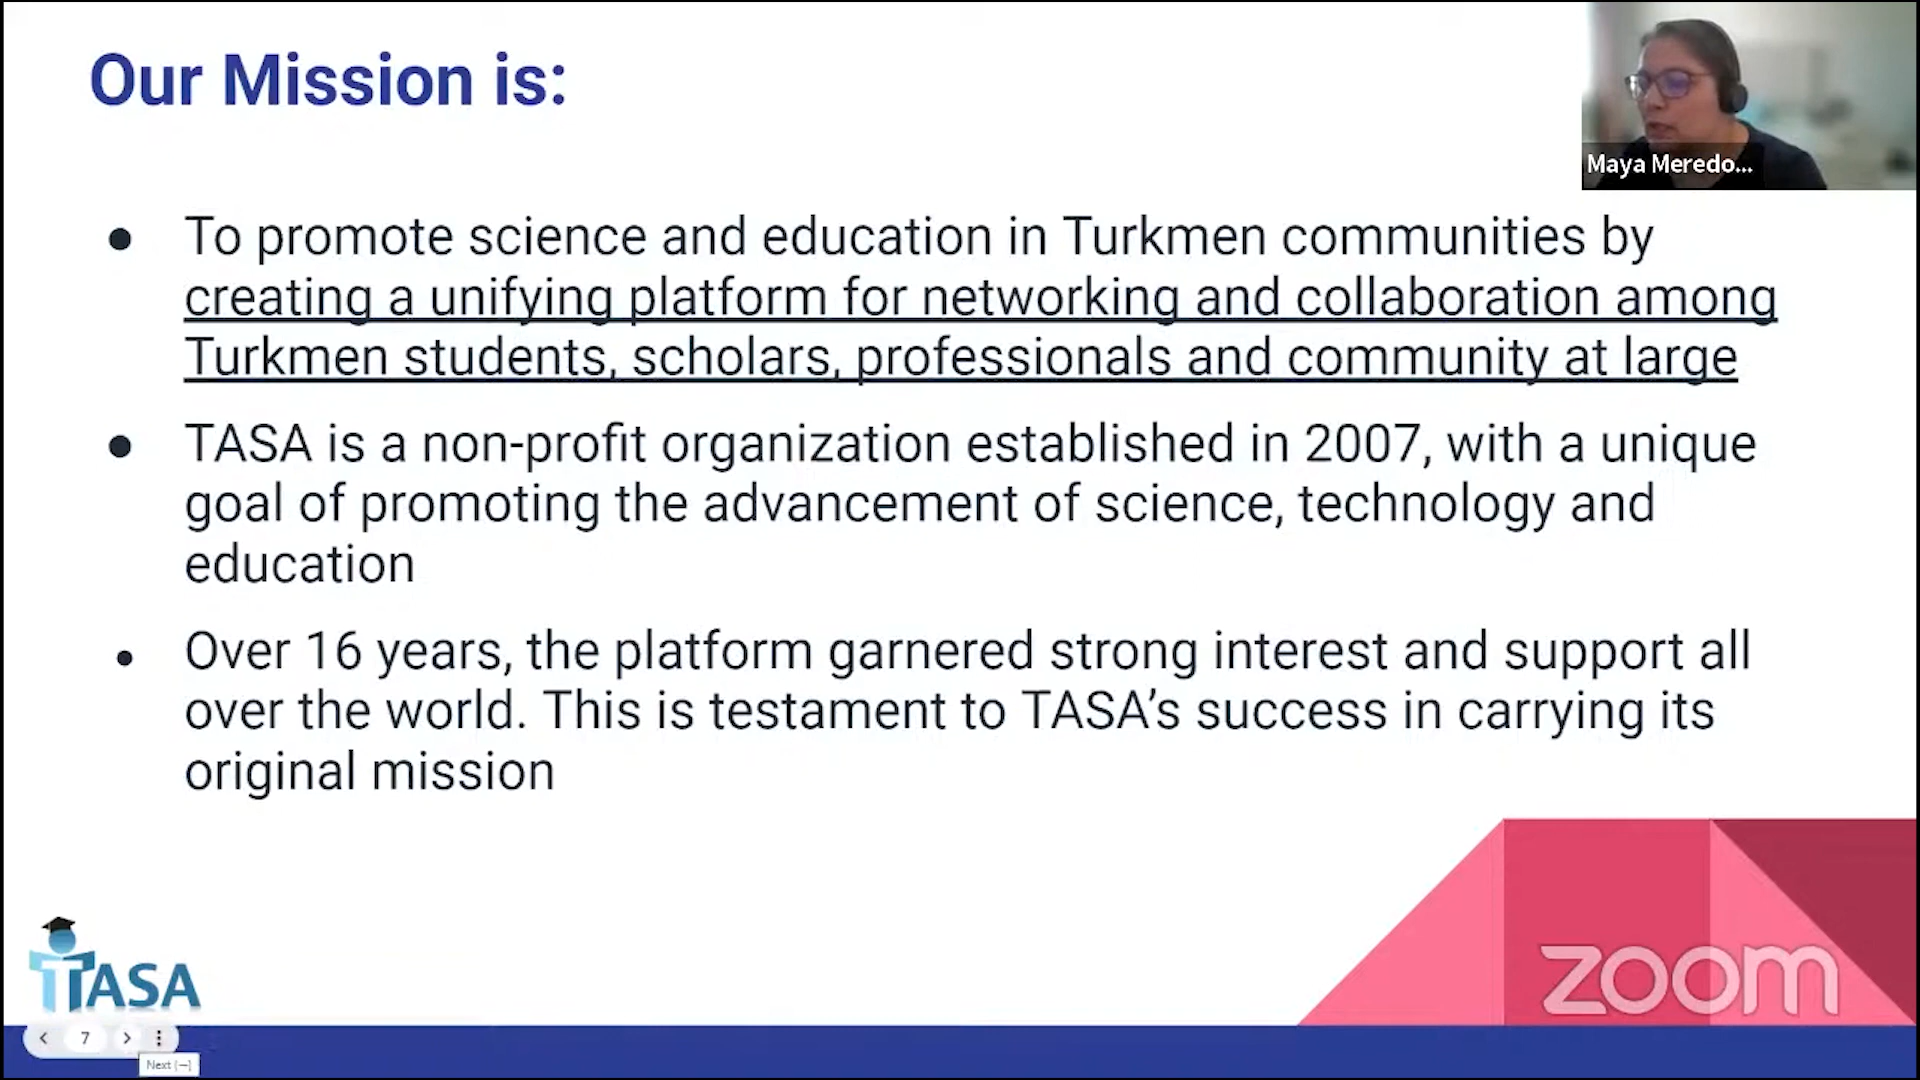 Our Mission is:
Maya Meredo...
● To promote science and education in Turkmen communities by
creating a unifying platform for networking and collaboration among
Turkmen students, scholars, professionals and community at large
● TASA is a non-profit organization established in 2007, with a unique
goal of promoting the advancement of science, technology and
education
● Over 16 years, the platform garnered strong interest and support all
over the world. This is testament to TASA’s success in carrying its
original mission
TASA
zoom
7
Next (→)